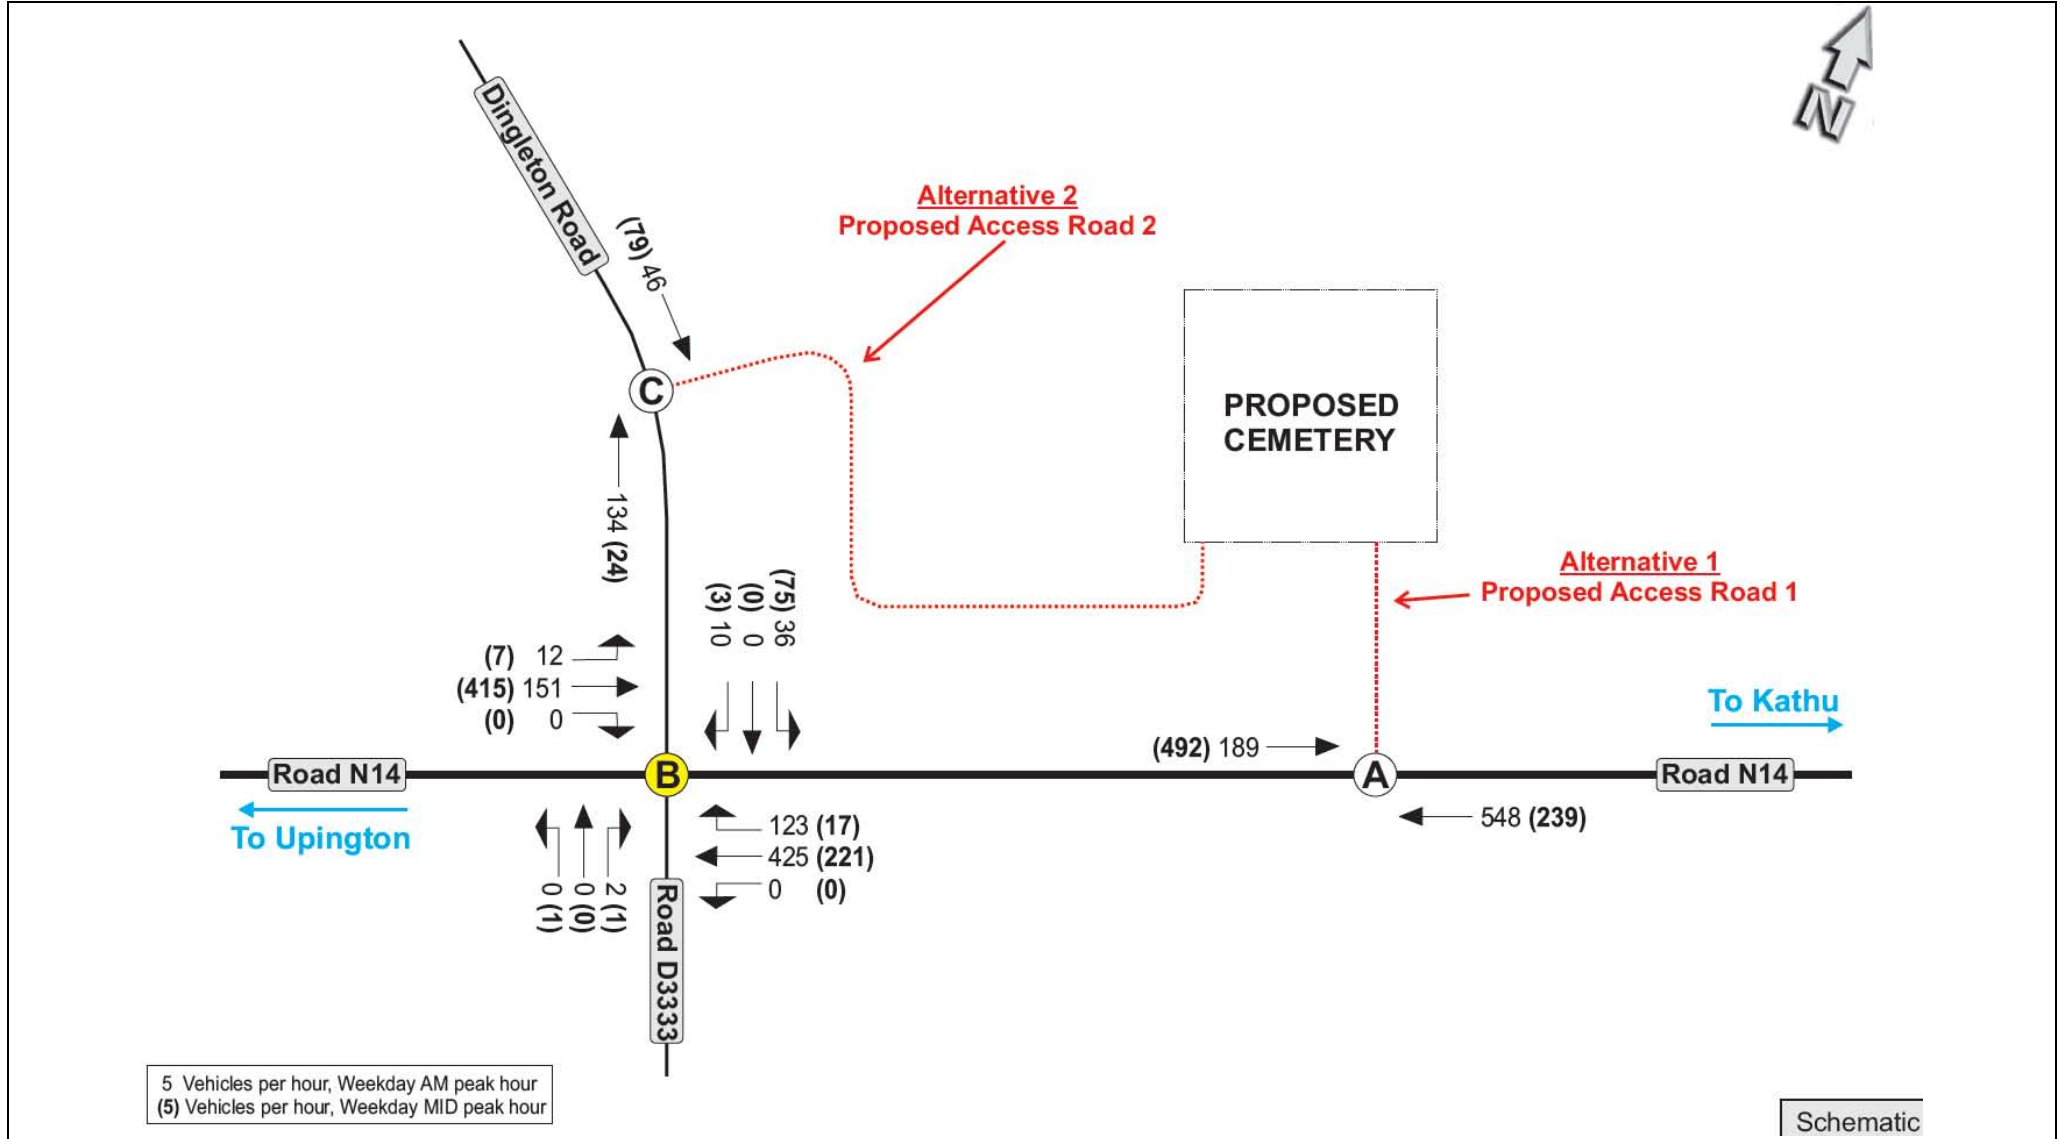 N
Dingleton Road
Alternative 2
Proposed Access Road 2
(79) 46
PROPOSED
CEMETERY
C
134 (24)
Alternative 1
Proposed Access Road 1
(3) 10
(0) 0
(75) 36
(7) 12
(415) 151
(0) 0
To Kathu
(492) 189
Road N14
B
A
Road N14
To Upington
123 (17)
425 (221)
0 (0)
548 (239)
0 (1)
0 (0)
2 (1)
Road D3333
5 Vehicles per hour, Weekday AM peak hour
(5) Vehicles per hour, Weekday MID peak hour
Schematic